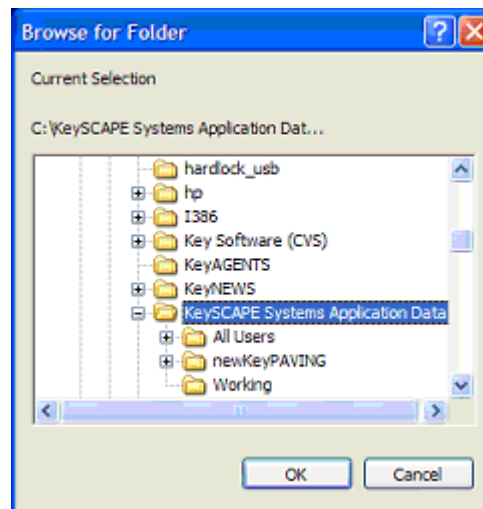 Browse for Folder
Current Selection
C:\KeySCAPE Systems Application Dat...
hardlock_usb
hp
I386
Key Software (CVS)
KeyAGENTS
KeyNEWS
KeySCAPE Systems Application Data
All Users
newKeyPAVING
Working
OK Cancel